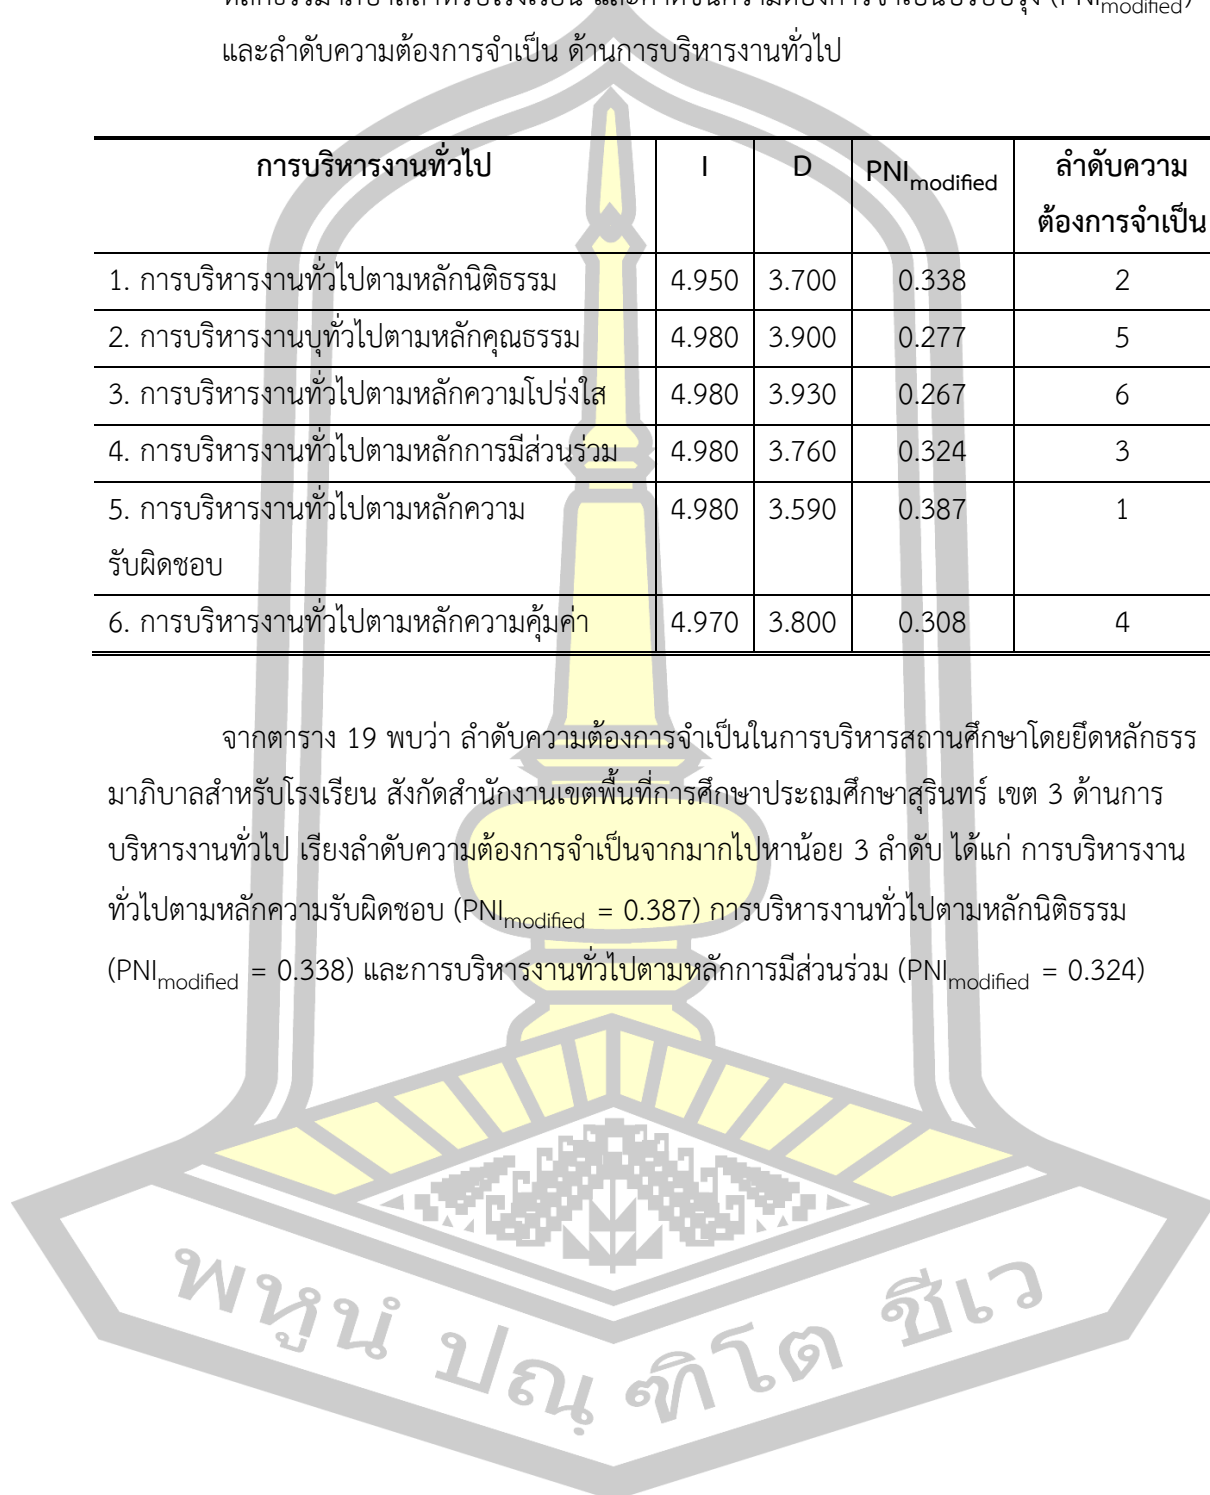 และลำดับความต้องการจำเป็น ด้านการบริหารงานทั่วไป
การบริหารงานทั่วไป I D PNImodified ลำดับความ
ต้องการจำเป็น
1. การบริหารงานทั่วไปตามหลักนิติธรรม 4.950 3.700 0.338 2
2. การบริหารงานบุทั่วไปตามหลักคุณธรรม 4.980 3.900 0.277 5
3. การบริหารงานทั่วไปตามหลักความโปร่งใส 4.980 3.930 0.267 6
4. การบริหารงานทั่วไปตามหลักการมีส่วนร่วม 4.980 3.760 0.324 3
5. การบริหารงานทั่วไปตามหลักความ 4.980 3.590 0.387 1
รับผิดชอบ
6. การบริหารงานทั่วไปตามหลักความคุ้มค่า 4.970 3.800 0.308 4
จากตาราง 19 พบว่า ลำดับความต้องการจำเป็นในการบริหารสถานศึกษาโดยยึดหลักธรร
มาภิบาลสำหรับโรงเรียน สังกัดสำนักงานเขตพื้นที่การศึกษาประถมศึกษาสุรินทร์ เขต 3 ด้านการ
บริหารงานทั่วไป เรียงลำดับความต้องการจำเป็นจากมากไปหาน้อย 3 ลำดับ ได้แก่ การบริหารงาน
ทั่วไปตามหลักความรับผิดชอบ (PNImodified = 0.387) การบริหารงานทั่วไปตามหลักนิติธรรม
(PNImodified = 0.338) และการบริหารงานทั่วไปตามหลักการมีส่วนร่วม (PNImodified = 0.324)
พหูนํ ปณฺ ฑิโต ชีเว